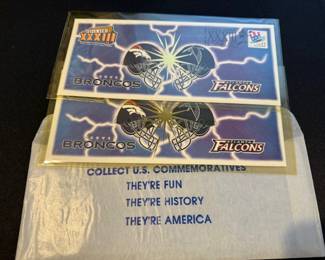 XXXIII
BRONCOS
FALCONS
BRONCOS
FALCONS
COLLECT U.S. COMMEMORATIVES
THEY'RE FUN
THEY'RE HISTORY
THEY'RE AMERICA